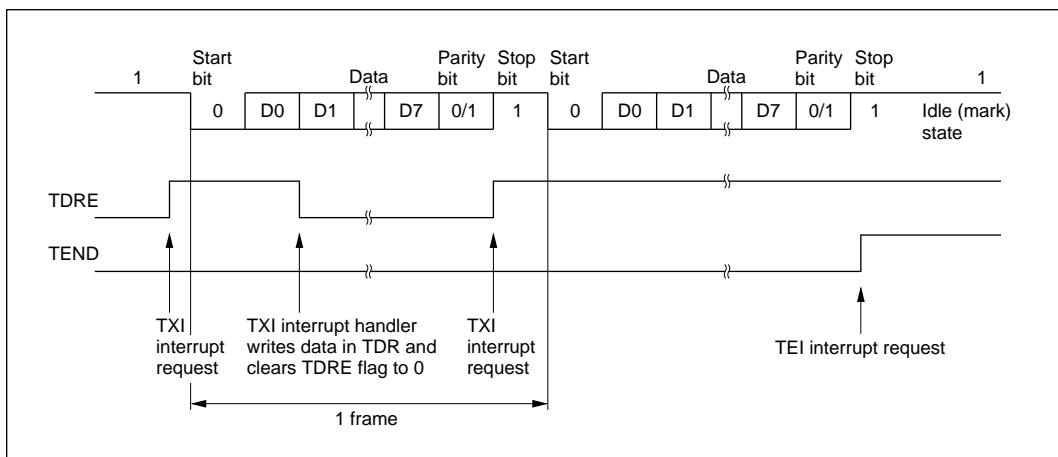 1
Start bit
Data
Parity bit
Stop bit
Start bit
Data
Parity bit
Stop bit
1
0
D0
D1
D7
0/1
1
0
D0
D1
D7
0/1
1
Idle (mark) state
TDRE
TEND
TXI interrupt request
TXI interrupt handler writes data in TDR and clears TDRE flag to 0
TXI interrupt request
TEI interrupt request
1 frame